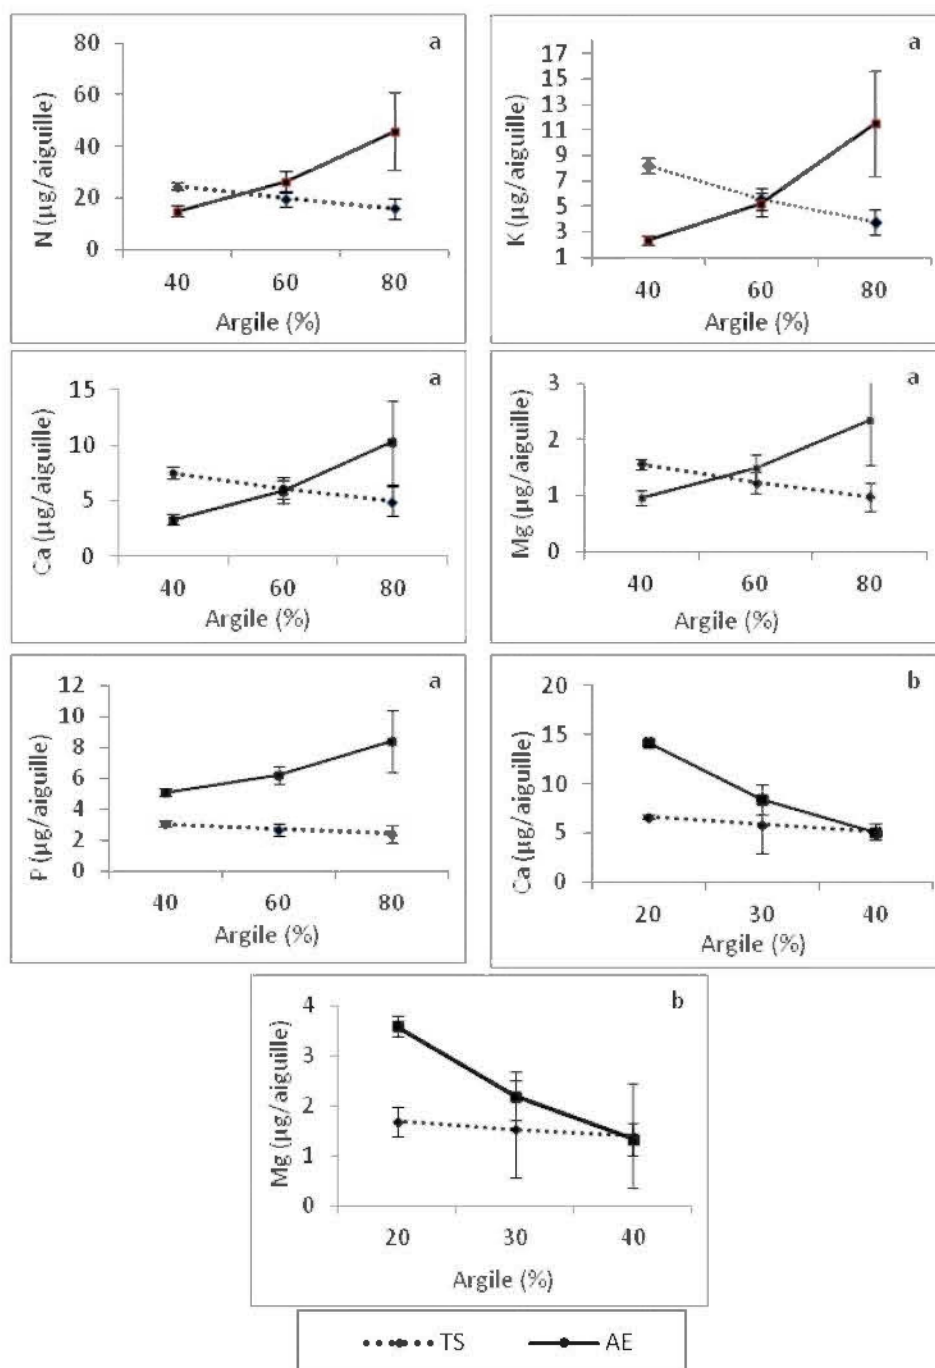 a
N (µg/aiguille)
80
60
40
20
0
40 60 80
Argile (%)
a
K (µg/aiguille)
17
15
13
11
9
7
5
3
1
40 60 80
Argile (%)
a
Ca (µg/aiguille)
15
10
5
0
40 60 80
Argile (%)
a
Mg (µg/aiguille)
3
2
1
0
40 60 80
Argile (%)
a
P (µg/aiguille)
12
10
8
6
4
2
0
40 60 80
Argile (%)
b
Ca (µg/aiguille)
20
15
10
5
0
20 30 40
Argile (%)
b
Mg (µg/aiguille)
4
3
2
1
0
20 30 40
Argile (%)
TS AE